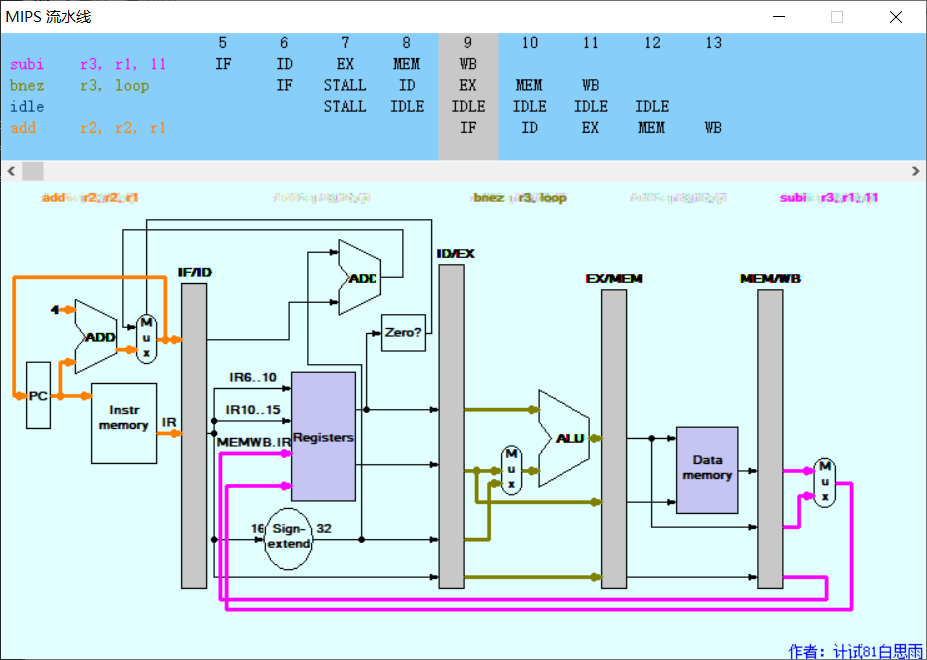 MIPS 流水线
5 6 7 8 9 10 11 12 13
subi r3, r1, 11 IF ID EX MEM WB
bnez r3, loop IF STALL ID EX MEM WB
idle STALL IDLE IDLE IDLE IDLE IDLE
add r2, r2, r1 IF ID EX MEM WB
add r2, r2, r1 bnez r3, loop subi r3, r1, 11
ID/EX
IF/ID ADD EX/MEM MEM/WB
4 ADD Mux Zero?
PC
Instr memory
IR
IR6..10
IR10..15
MEMWB.IR
Registers
16 Sign-extend 32
Mux
ALU
Data memory
Mux
作者：计试81白思雨